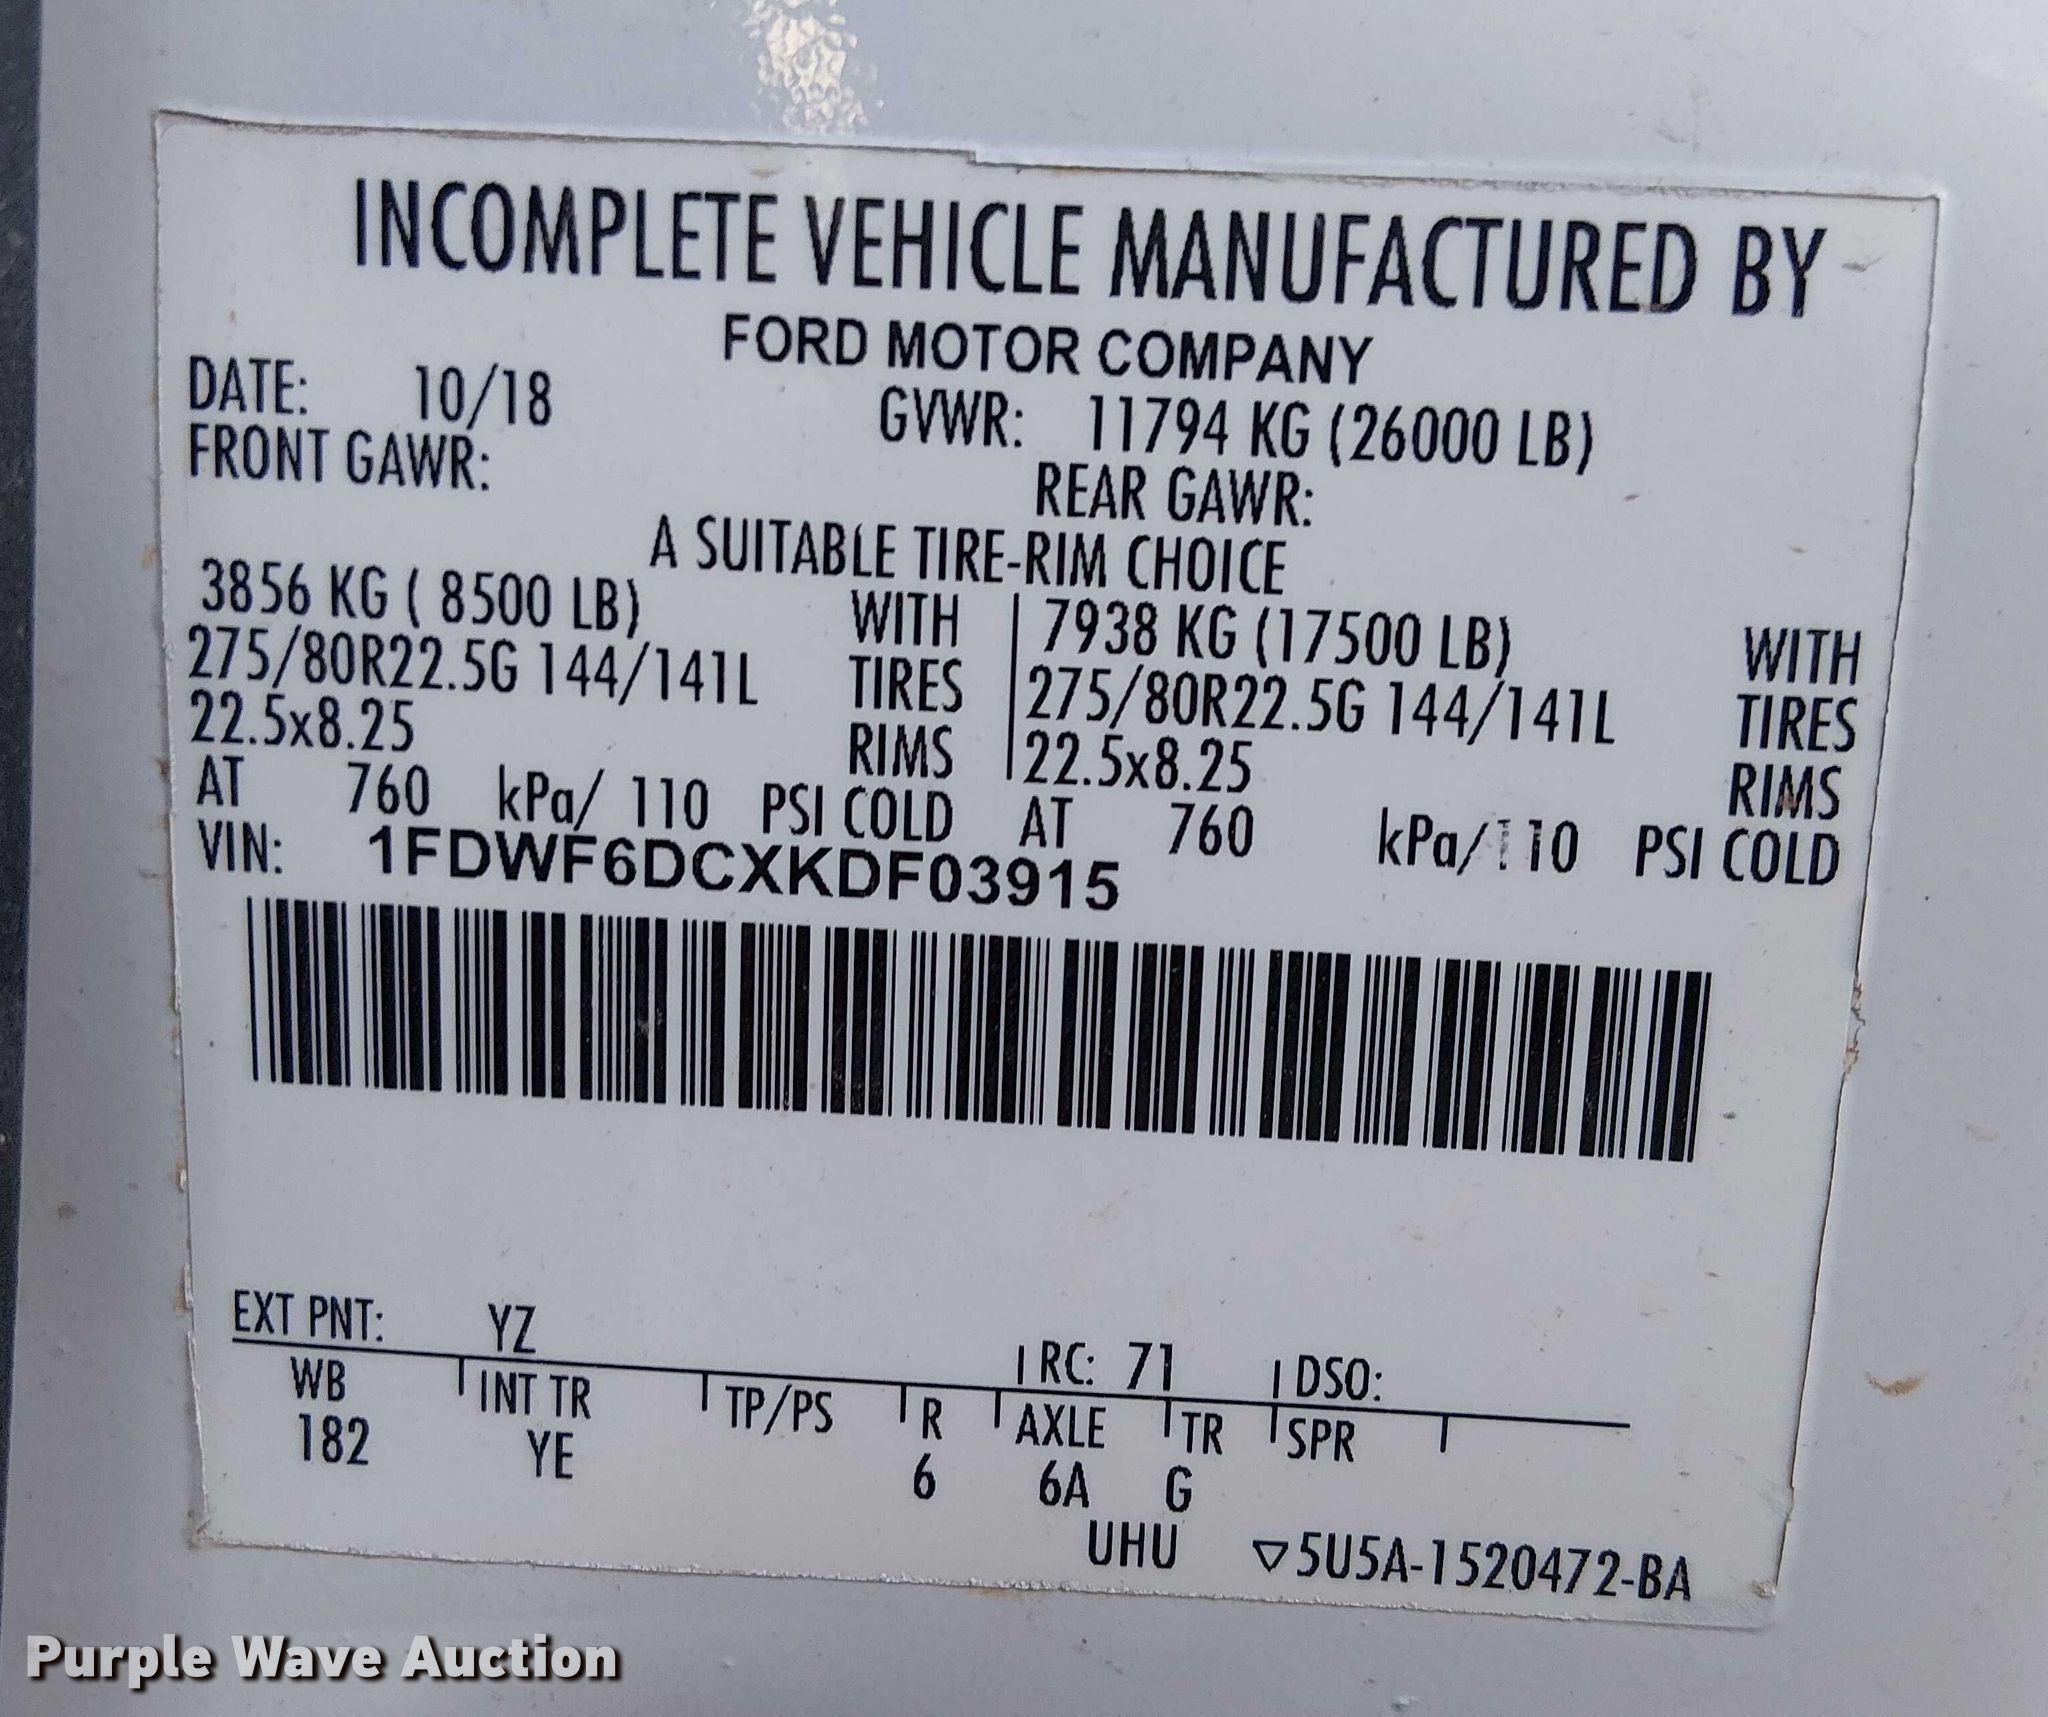 INCOMPLETE VEHICLE MANUFACTURED BY
FORD MOTOR COMPANY
DATE: 10/18 GVWR: 11794 KG (26000 LB)
FRONT GAWR: REAR GAWR:
A SUITABLE TIRE-RIM CHOICE
3856 KG ( 8500 LB) WITH 7938 KG (17500 LB) WITH
275/80R22.5G 144/141L TIRES 275/80R22.5G 144/141L TIRES
22.5x8.25 RIMS 22.5x8.25 RIMS
AT 760 kPa/ 110 PSI COLD AT 760 kPa/ 110 PSI COLD
VIN: 1FDWF6DCXKDF03915
EXT PNT: YZ RC: 71 DSO:
WB INT TR TP/PS R AXLE TR SPR
182 YE 6 6A G
UHU ▽5U5A-1520472-BA
Purple Wave Auction